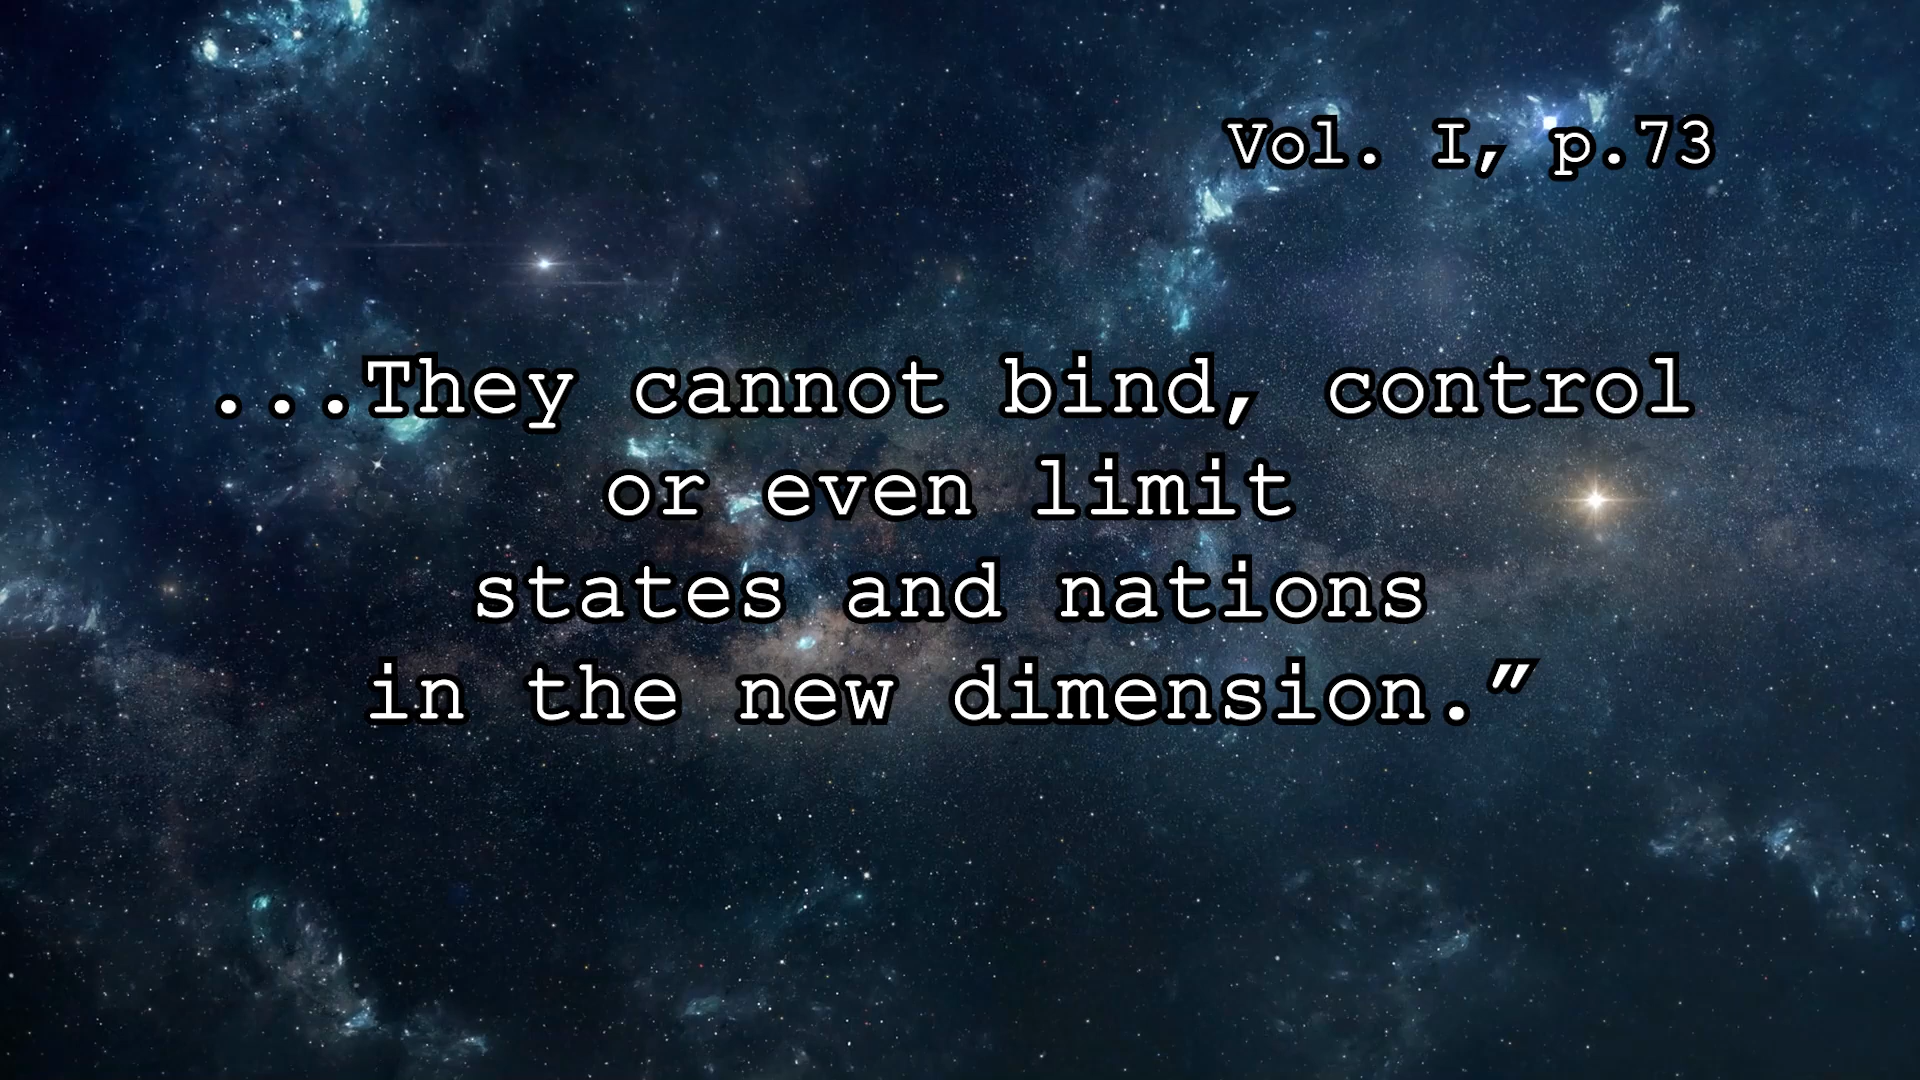 Vol. I, p.73
...They cannot bind, control
or even limit
states and nations
in the new dimension.”